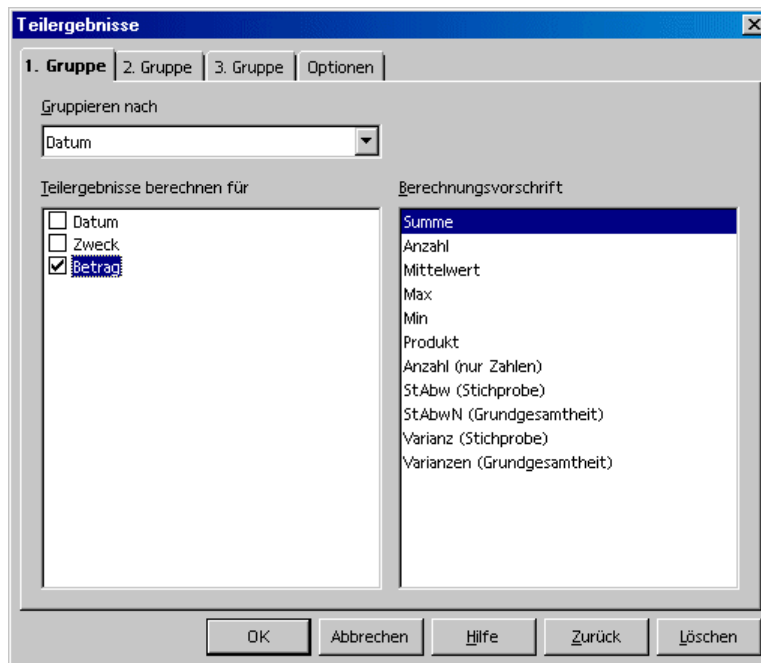 Teilergebnisse
1. Gruppe 2. Gruppe 3. Gruppe Optionen
Gruppieren nach
Datum
Teilergebnisse berechnen für
Datum
Zweck
Betrag
Berechnungsvorschrift
Summe
Anzahl
Mittelwert
Max
Min
Produkt
Anzahl (nur Zahlen)
StAbw (Stichprobe)
StAbwN (Grundgesamtheit)
Varianz (Stichprobe)
Varianzen (Grundgesamtheit)
OK Abbrechen Hilfe Zurück Löschen